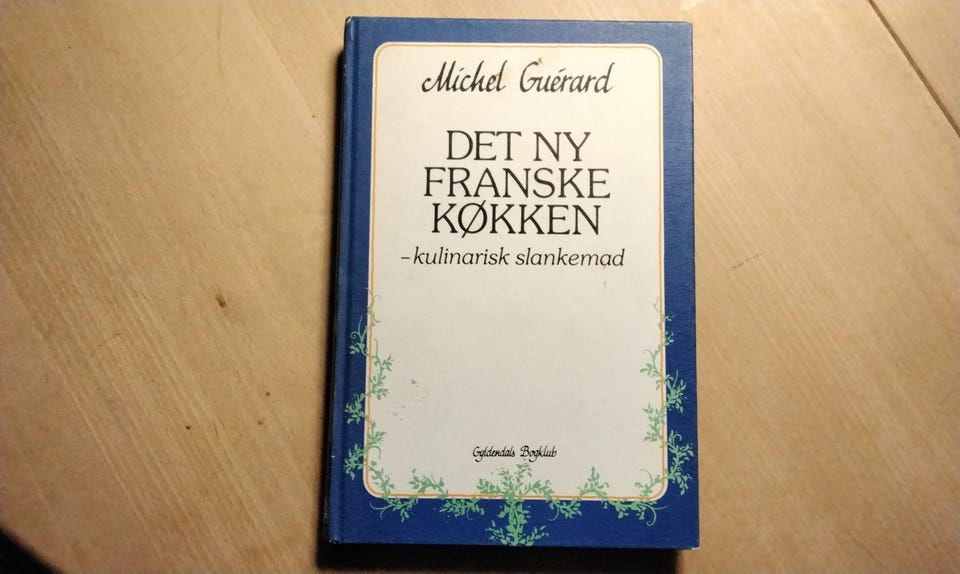 Michel Guérard
DET NY
FRANSKE
KØKKEN
–kulinarisk slankemad
Gyldendals Bogklub